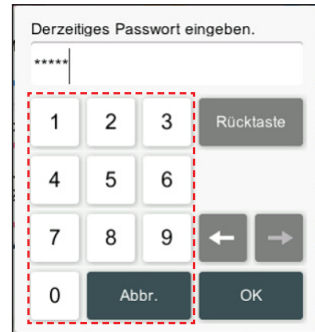 Derzeitiges Passwort eingeben.
*****
1 2 3 Rücktaste
4 5 6
7 8 9 ← →
0 Abbr. OK